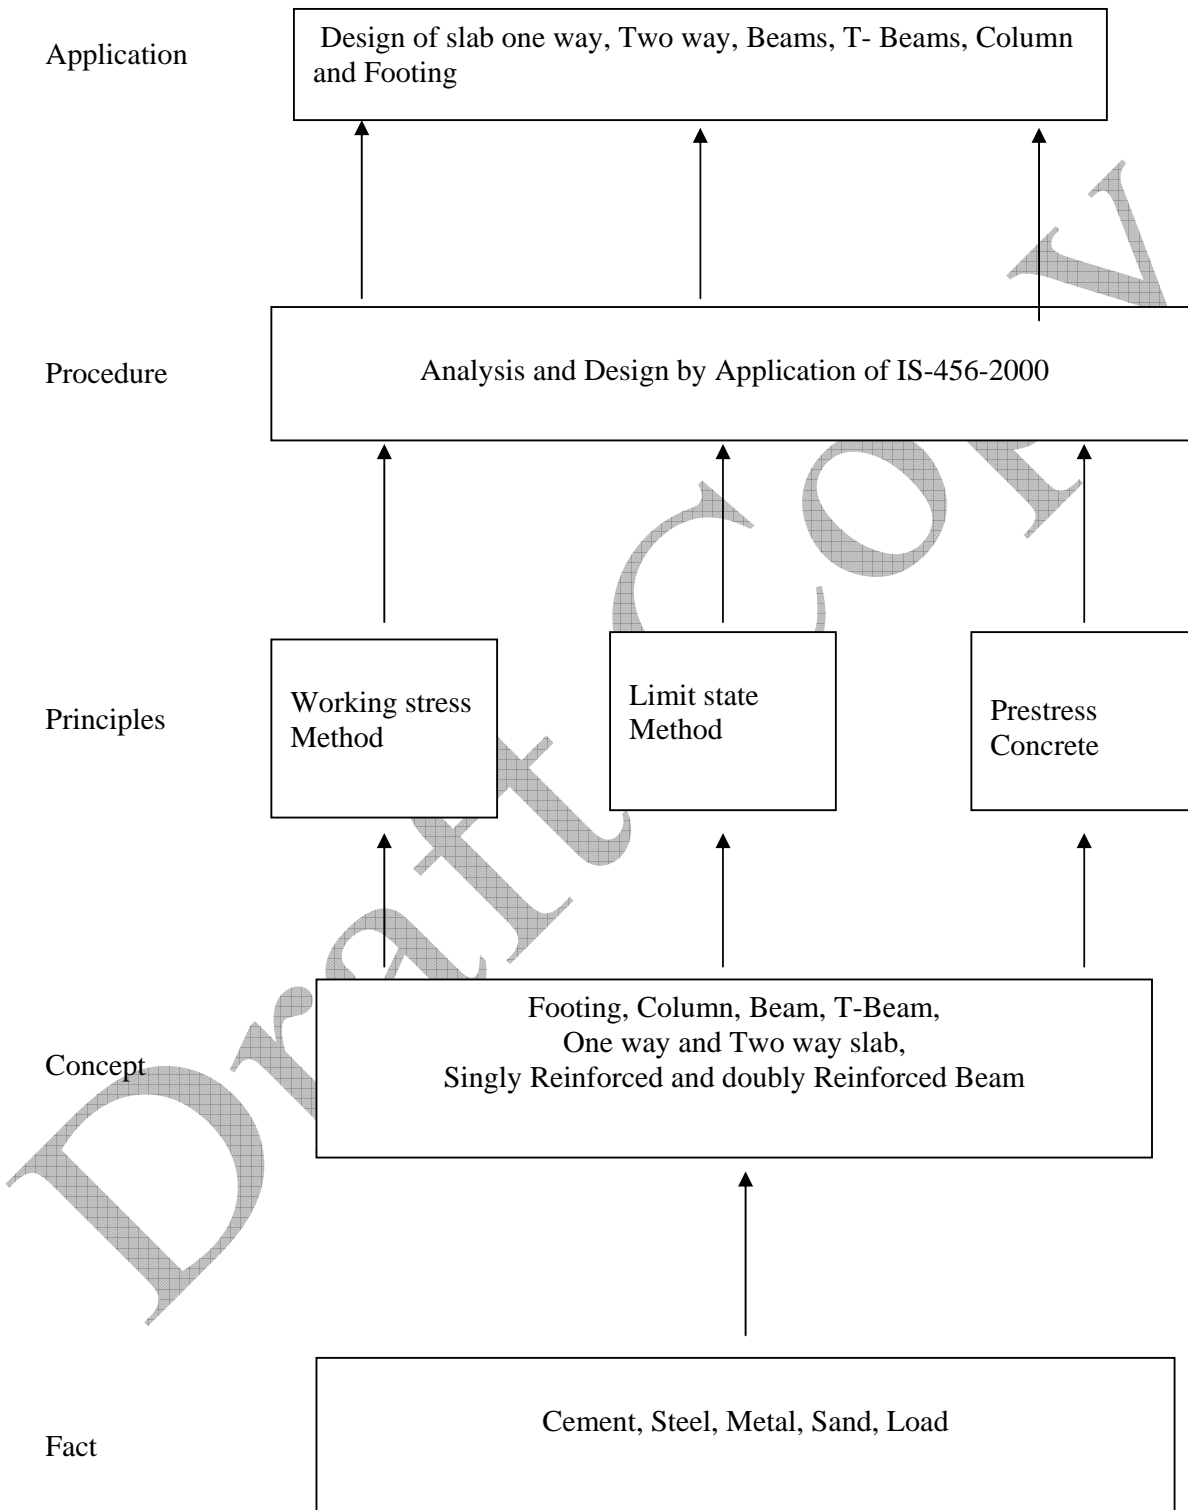 Application
Design of slab one way, Two way, Beams, T- Beams, Column
and Footing
Procedure
Analysis and Design by Application of IS-456-2000
Principles
Working stress
Method
Limit state
Method
Prestress
Concrete
Concept
Footing, Column, Beam, T-Beam,
One way and Two way slab,
Singly Reinforced and doubly Reinforced Beam
Fact
Cement, Steel, Metal, Sand, Load
Draft Copy